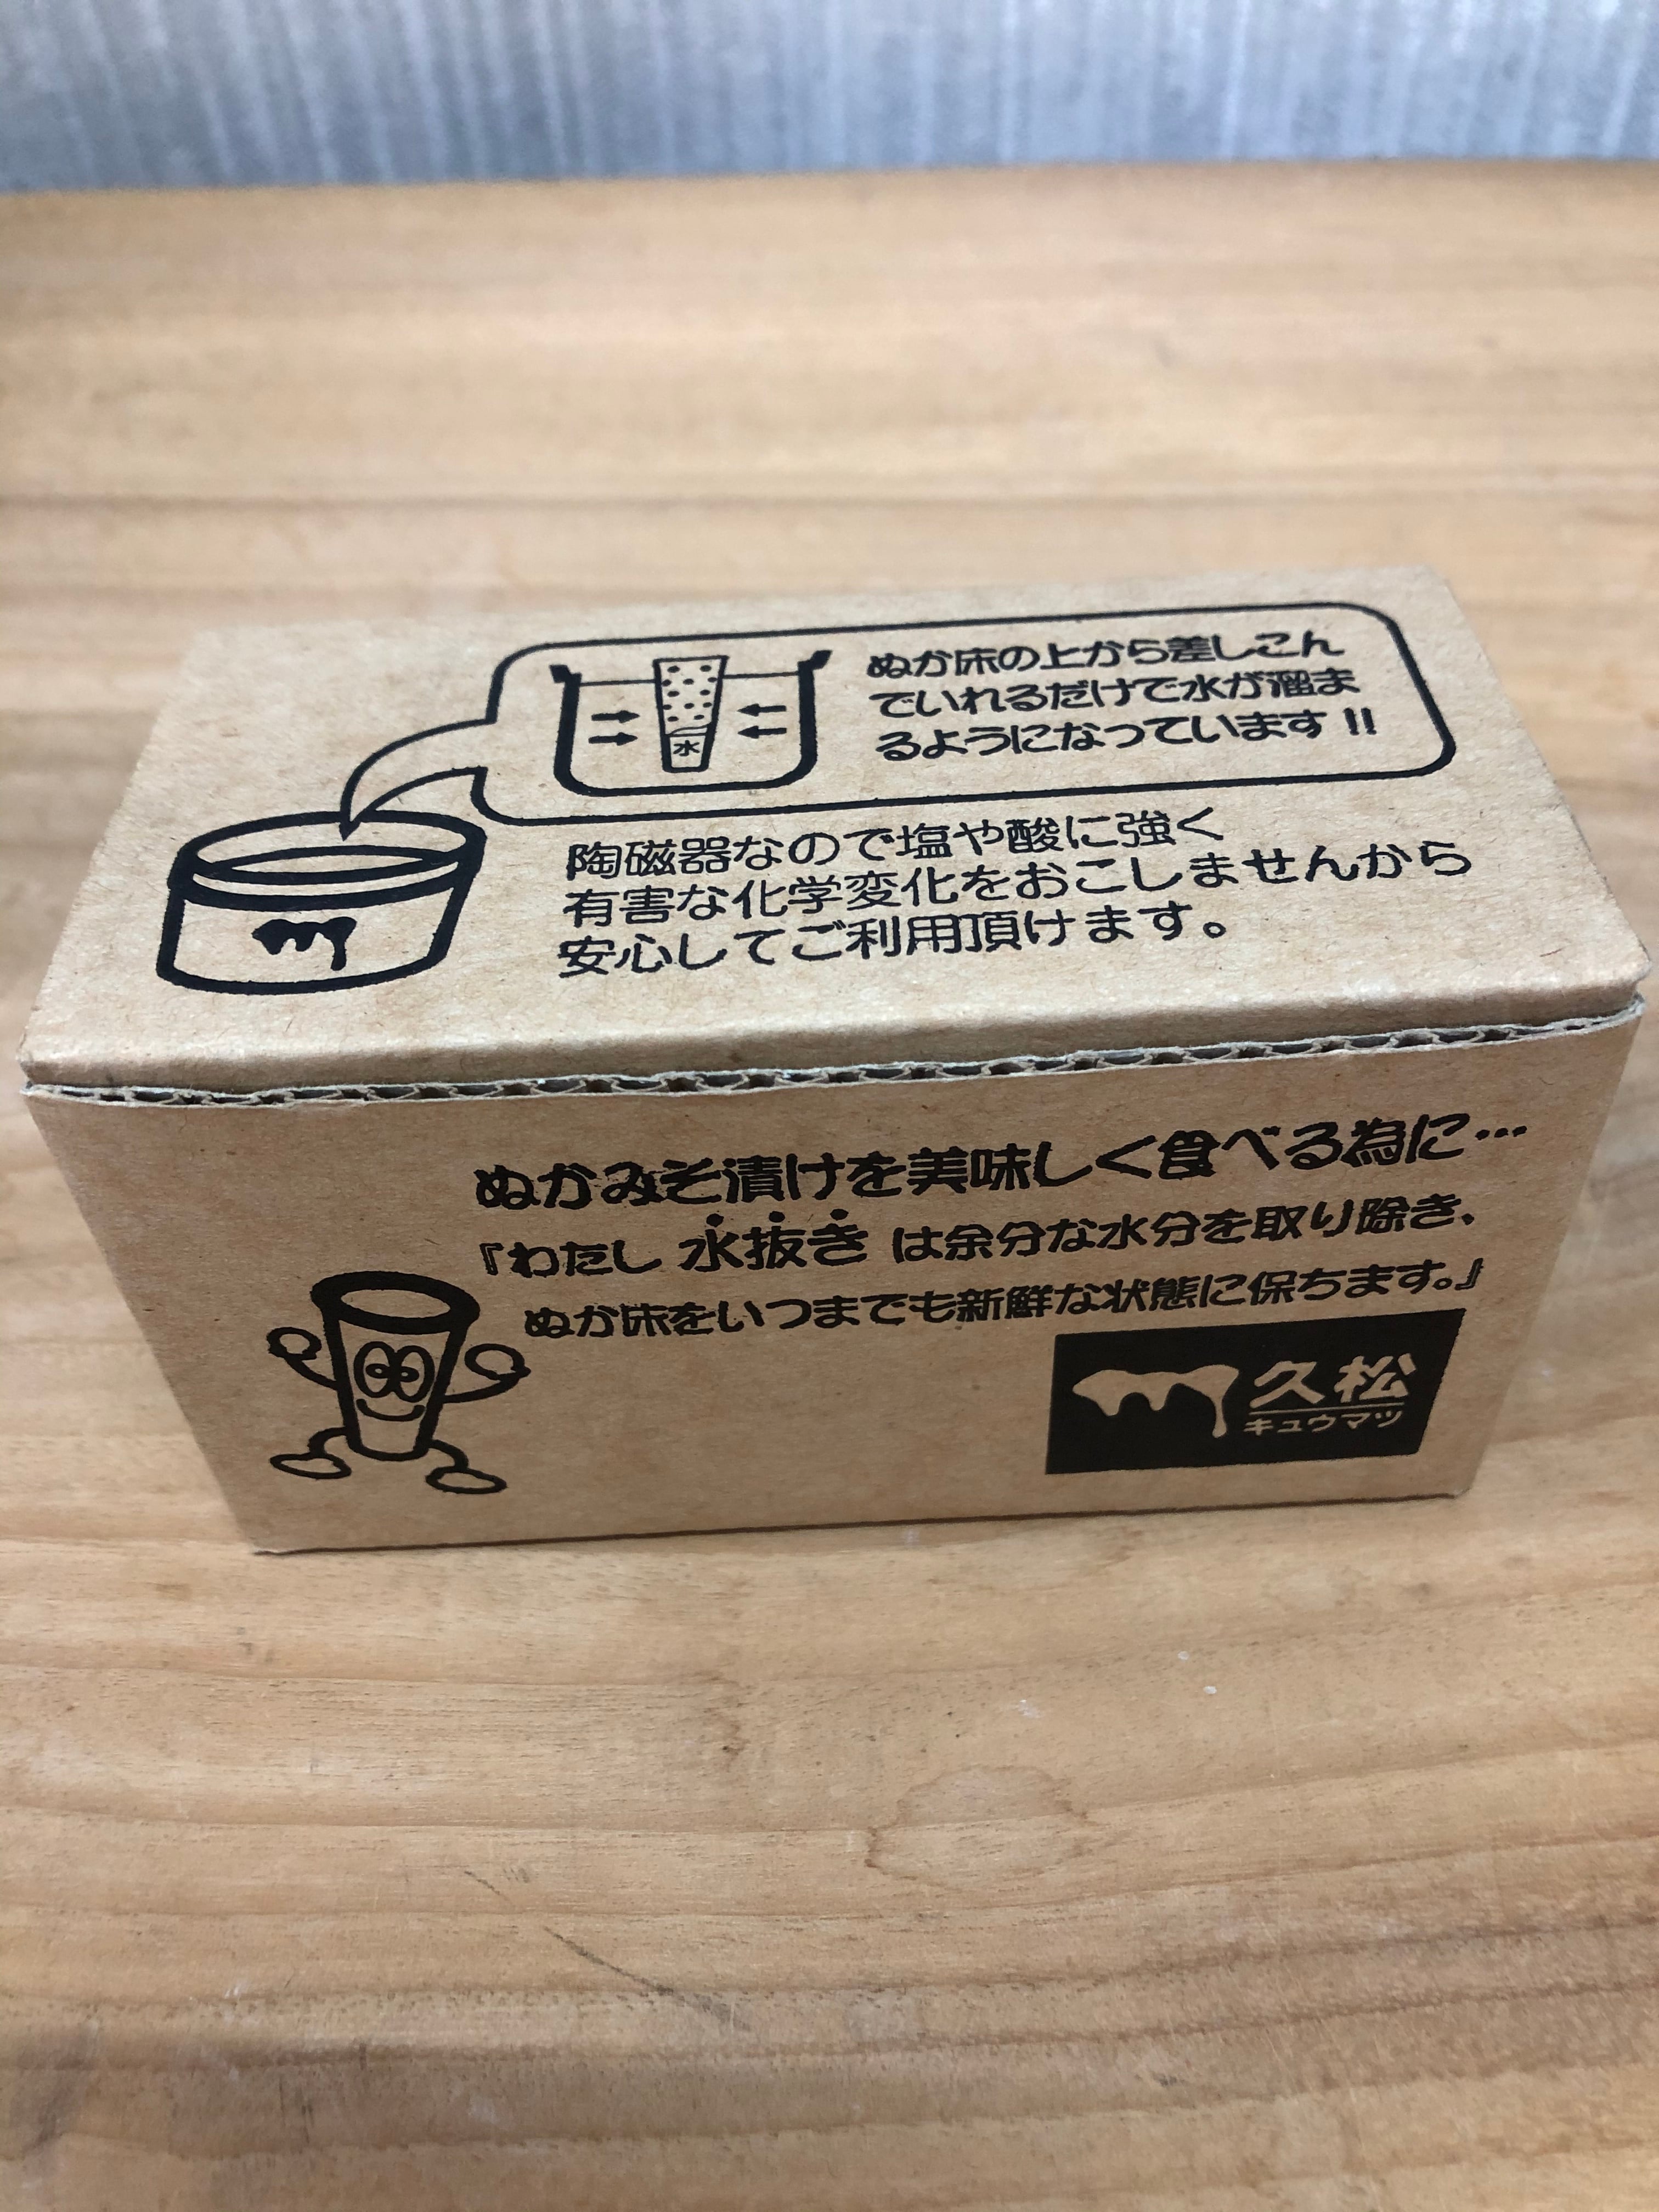 ぬか床の上から差しこん
でいれるだけで水が溜ま
るようになっています!!
水
陶磁器なので塩や酸に強く
有害な化学変化をおこしませんから
安心してご利用頂けます。
ぬかみそ漬けを美味しく食べる為に…
『わたし 水抜き は余分な水分を取り除き、
ぬか床をいつまでも新鮮な状態に保ちます。』
久松
キュウマツ